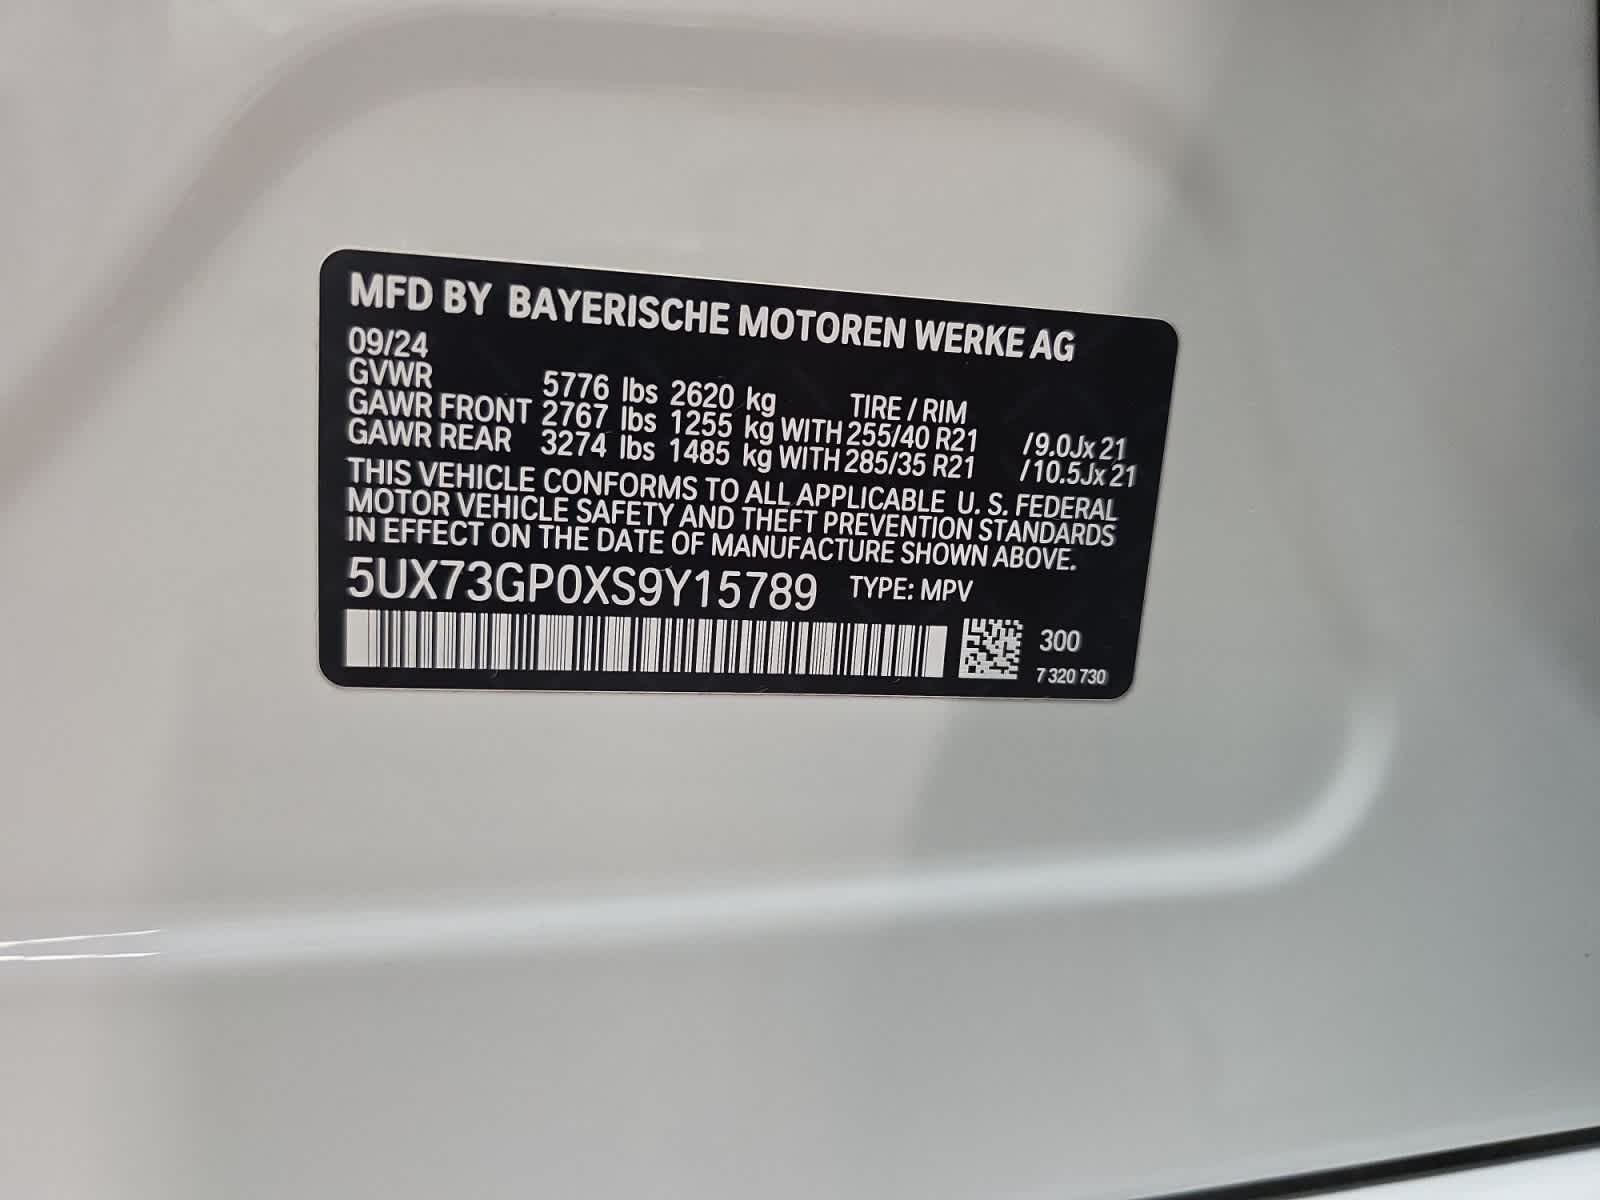 MFD BY BAYERISCHE MOTOREN WERKE AG
09/24
GVWR 5776 lbs 2620 kg TIRE / RIM
GAWR FRONT 2767 lbs 1255 kg WITH 255/40 R21 /9.0Jx 21
GAWR REAR 3274 lbs 1485 kg WITH 285/35 R21 /10.5Jx 21
THIS VEHICLE CONFORMS TO ALL APPLICABLE U. S. FEDERAL
MOTOR VEHICLE SAFETY AND THEFT PREVENTION STANDARDS
IN EFFECT ON THE DATE OF MANUFACTURE SHOWN ABOVE.
5UX73GP0XS9Y15789 TYPE: MPV
300
7 320 730